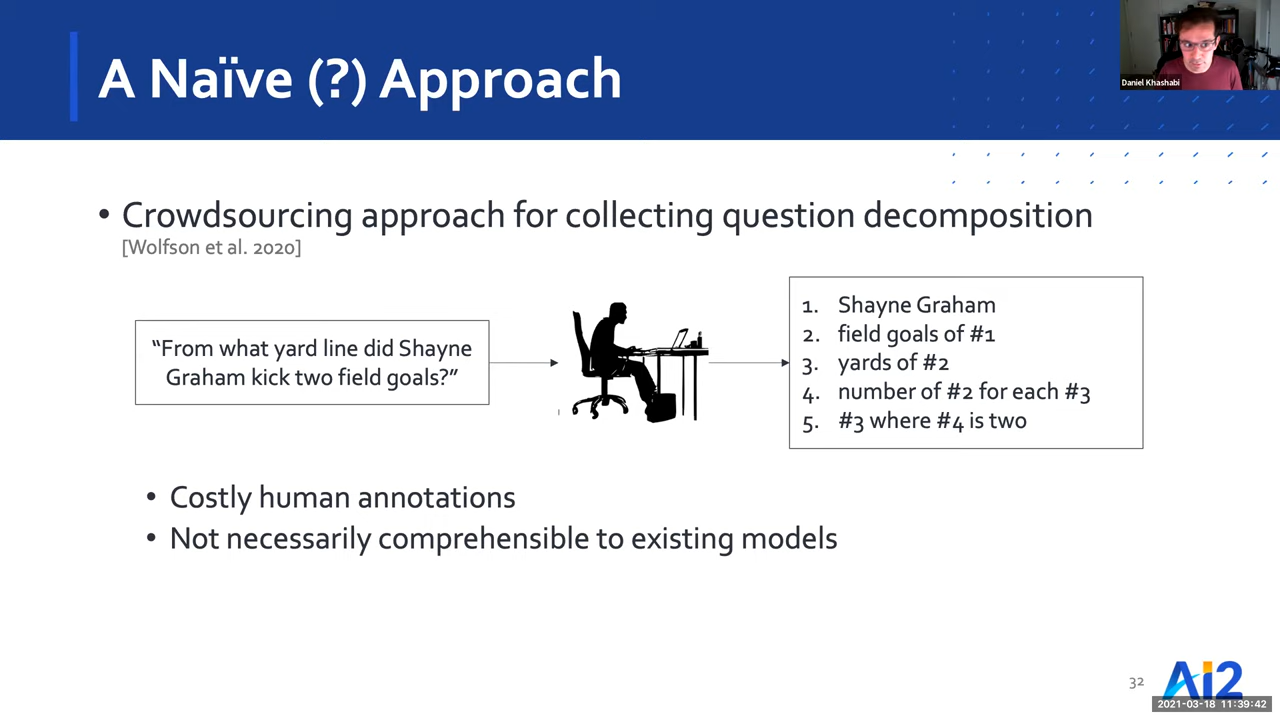 A Naïve (?) Approach
Daniel Khashabi
• Crowdsourcing approach for collecting question decomposition
[Wolfson et al. 2020]
“From what yard line did Shayne
Graham kick two field goals?”
1. Shayne Graham
2. field goals of #1
3. yards of #2
4. number of #2 for each #3
5. #3 where #4 is two
• Costly human annotations
• Not necessarily comprehensible to existing models
32
AI2
2021-03-18 11:39:42